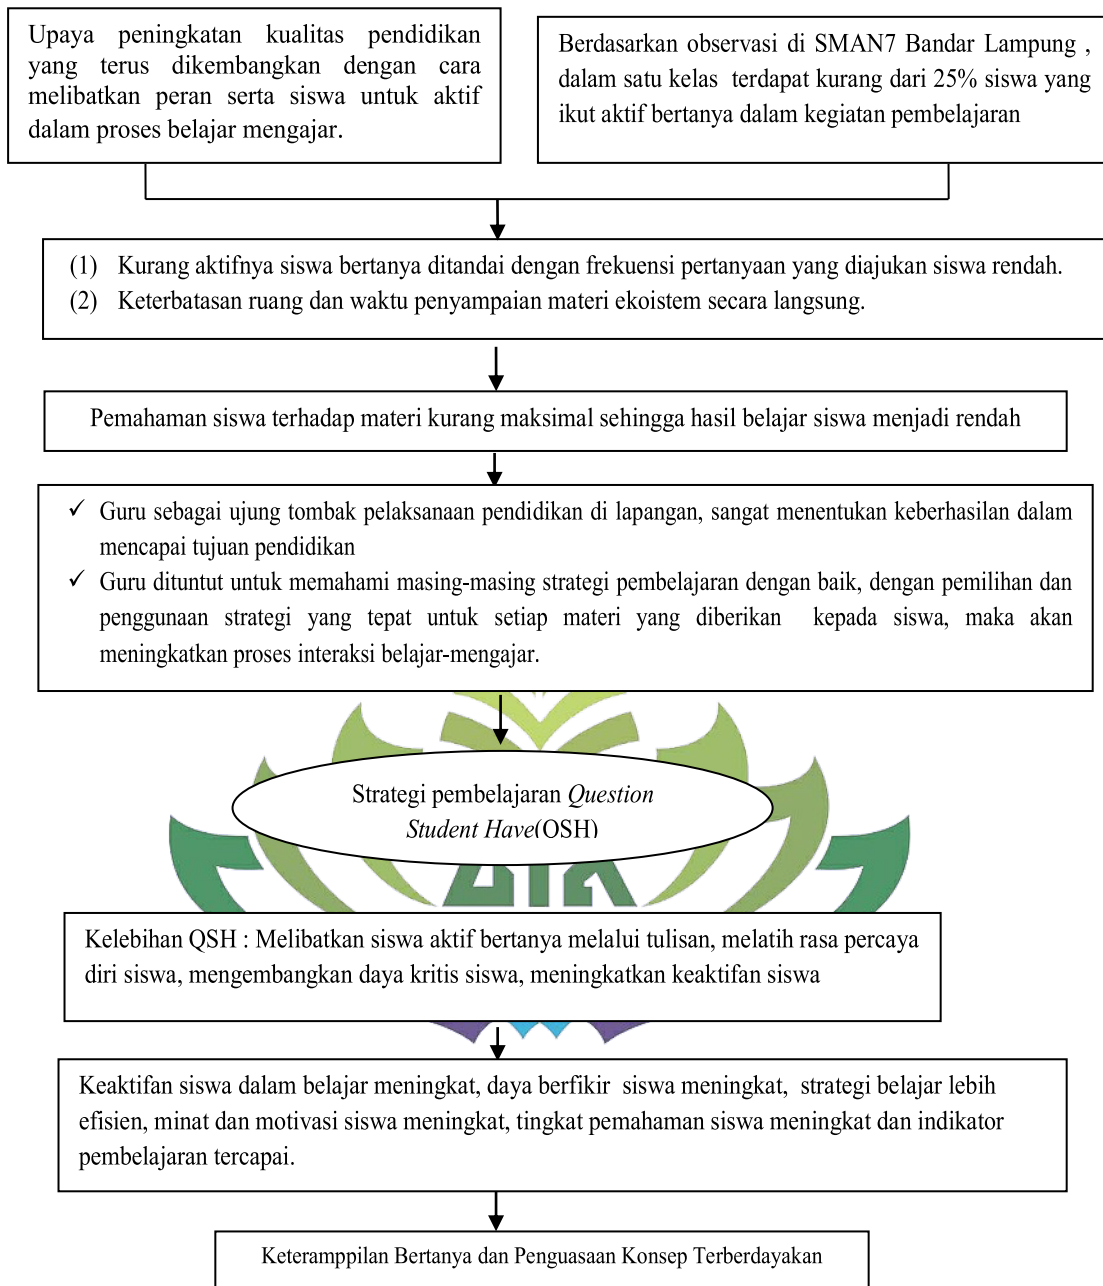 Upaya peningkatan kualitas pendidikan
yang terus dikembangkan dengan cara
melibatkan peran serta siswa untuk aktif
dalam proses belajar mengajar.
Berdasarkan observasi di SMAN7 Bandar Lampung ,
dalam satu kelas terdapat kurang dari 25% siswa yang
ikut aktif bertanya dalam kegiatan pembelajaran
(1) Kurang aktifnya siswa bertanya ditandai dengan frekuensi pertanyaan yang diajukan siswa rendah.
(2) Keterbatasan ruang dan waktu penyampaian materi ekoistem secara langsung.
Pemahaman siswa terhadap materi kurang maksimal sehingga hasil belajar siswa menjadi rendah
✓ Guru sebagai ujung tombak pelaksanaan pendidikan di lapangan, sangat menentukan keberhasilan dalam
mencapai tujuan pendidikan
✓ Guru dituntut untuk memahami masing-masing strategi pembelajaran dengan baik, dengan pemilihan dan
penggunaan strategi yang tepat untuk setiap materi yang diberikan kepada siswa, maka akan
meningkatkan proses interaksi belajar-mengajar.
Strategi pembelajaran Question
Student Have(QSH)
Kelebihan QSH : Melibatkan siswa aktif bertanya melalui tulisan, melatih rasa percaya
diri siswa, mengembangkan daya kritis siswa, meningkatkan keaktifan siswa
Keaktifan siswa dalam belajar meningkat, daya berfikir siswa meningkat, strategi belajar lebih
efisien, minat dan motivasi siswa meningkat, tingkat pemahaman siswa meningkat dan indikator
pembelajaran tercapai.
Keteramppilan Bertanya dan Penguasaan Konsep Terberdayakan